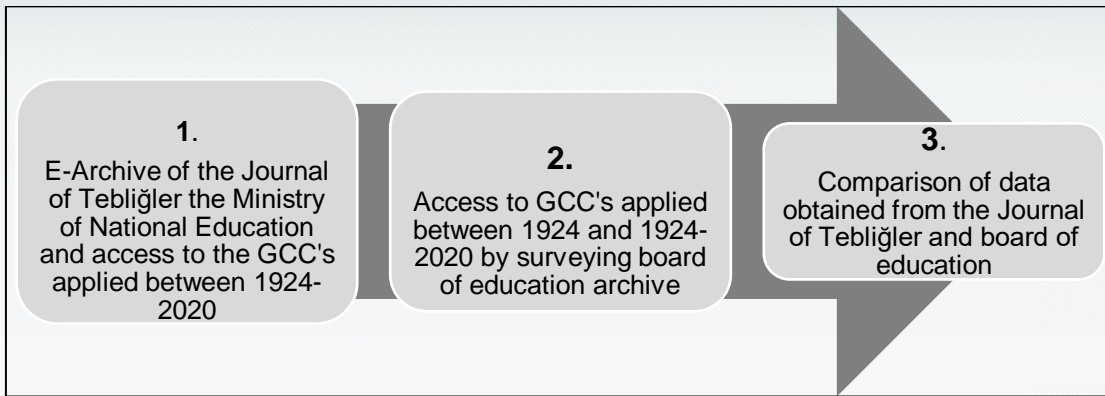 1.
E-Archive of the Journal
of Tebliğler the Ministry
of National Education
and access to the GCC's
applied between 1924-
2020
2.
Access to GCC's applied
between 1924 and 1924-
2020 by surveying board
of education archive
3.
Comparison of data
obtained from the Journal
of Tebliğler and board of
education